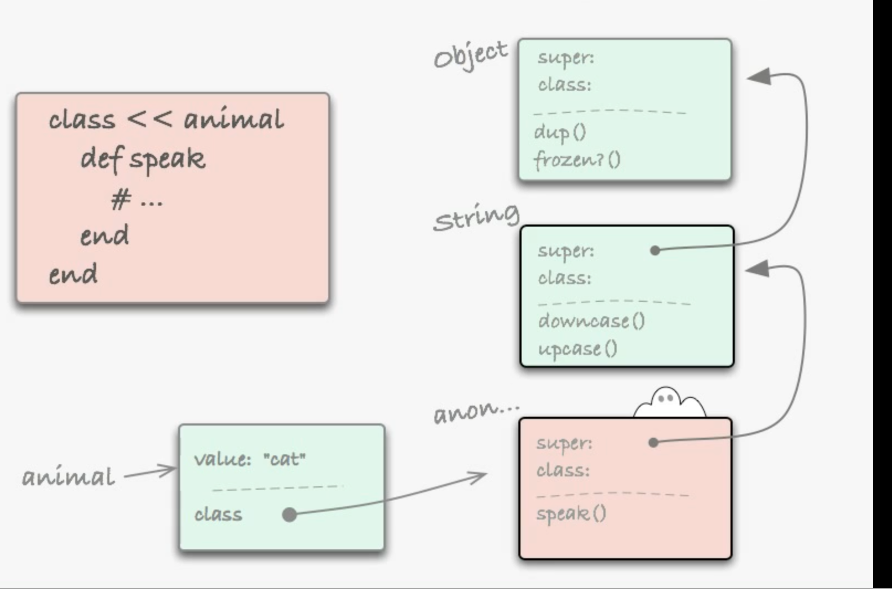 class << animal
def speak
# ...
end
end
Object
super:
class:
dup()
frozen?()
String
super:
class:
downcase()
upcase()
anon...
super:
class:
speak()
animal
value: "cat"
class